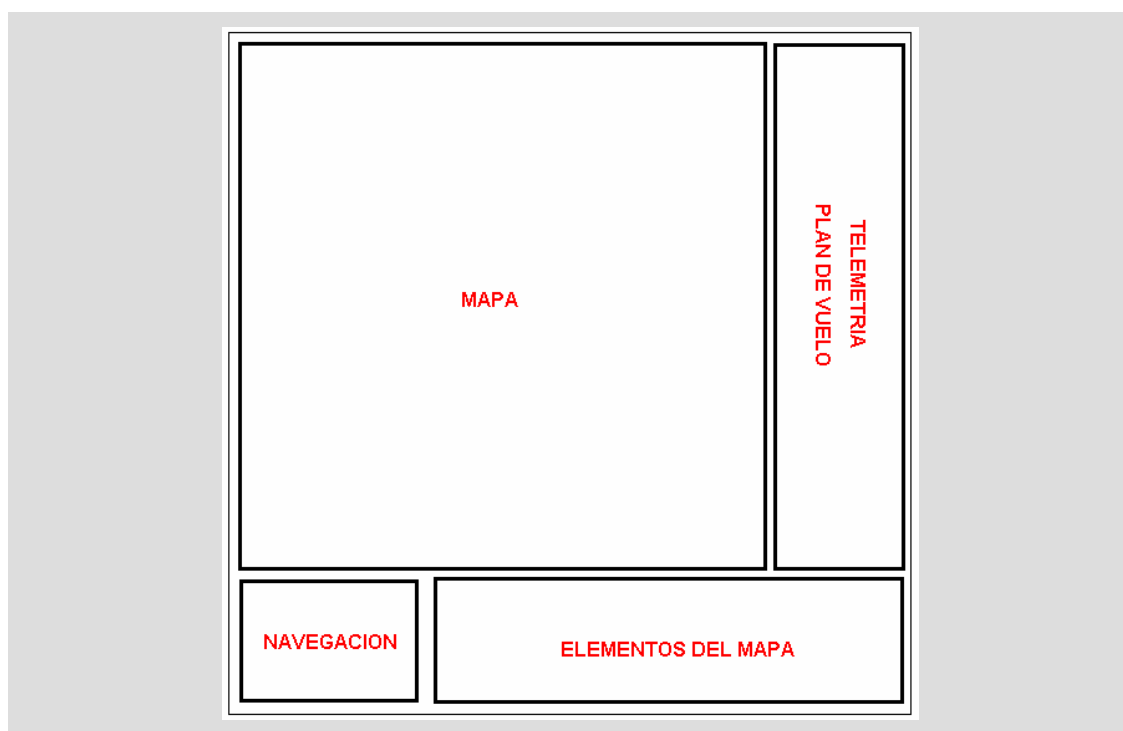 MAPA
TELEMETRIA
PLAN DE VUELO
NAVEGACION
ELEMENTOS DEL MAPA